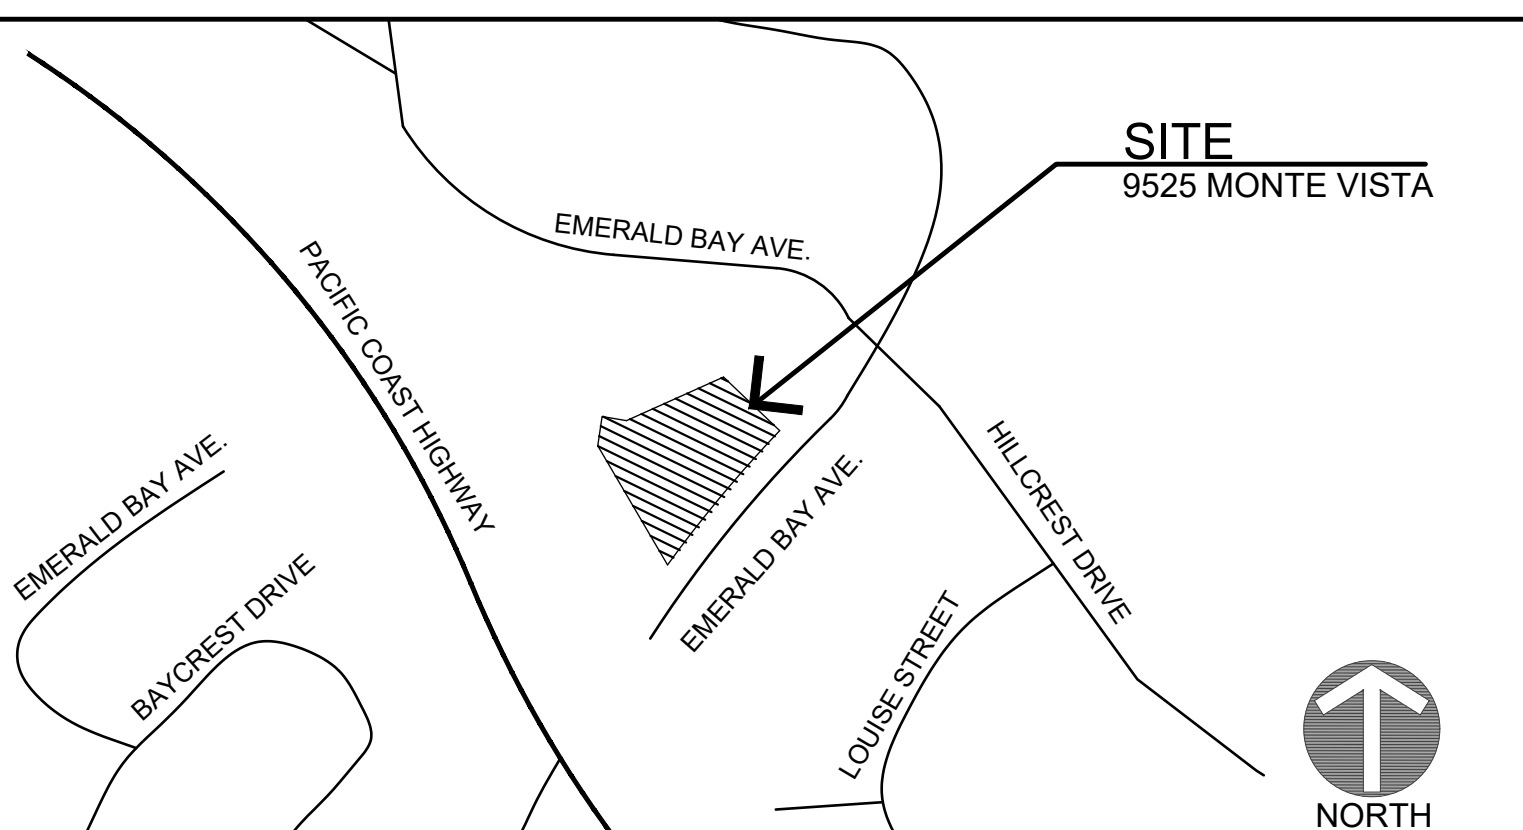 SITE
9525 MONTE VISTA
EMERALD BAY AVE.
PACIFIC COAST HIGHWAY
EMERALD BAY AVE.
HILLCREST DRIVE
EMERALD BAY AVE.
BAYCREST DRIVE
LOUISE STREET
NORTH